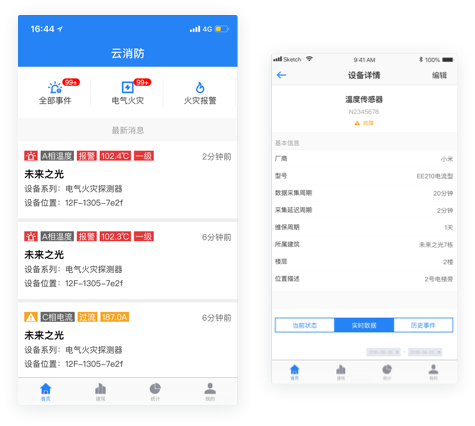 16:44 4G
云消防
99+ 99+
全部事件 电气火灾 火灾报警
最新消息
A相温度 报警 102.4℃ 一级 2分钟前
未来之光
设备系列: 电气火灾探测器
设备位置: 12F-1305-7e2f
A相温度 报警 102.3℃ 一级 6分钟前
未来之光
设备系列: 电气火灾探测器
设备位置: 12F-1305-7e2f
C相电流 过流 187.0A 6分钟前
未来之光
设备系列: 电气火灾探测器
设备位置: 12F-1305-7e2f
首页 建筑 统计 我的
Sketch 9:41 AM 100%
设备详情 编辑
温度传感器
N2345678
故障
基本信息
厂商 小米
型号 EE210电流型
数据采集周期 20分钟
采集延迟周期 2分钟
维保周期 1天
所属建筑 未来之光7栋
楼层 2楼
位置描述 2号电梯旁
当前状态 实时数据 历史事件
首页 建筑 统计 我的